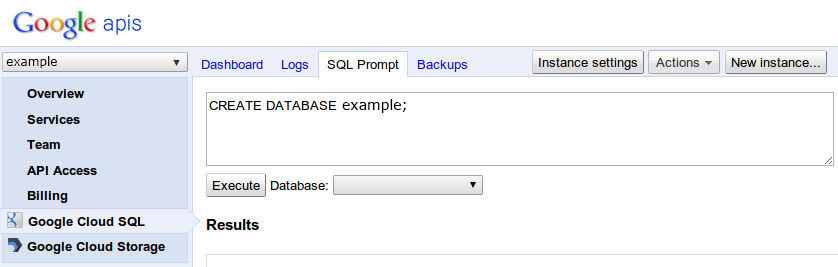 Google apis
example
Dashboard Logs SQL Prompt Backups Instance settings Actions New instance...
Overview
Services
Team
API Access
Billing
Google Cloud SQL
Google Cloud Storage
CREATE DATABASE example;
Execute Database:
Results